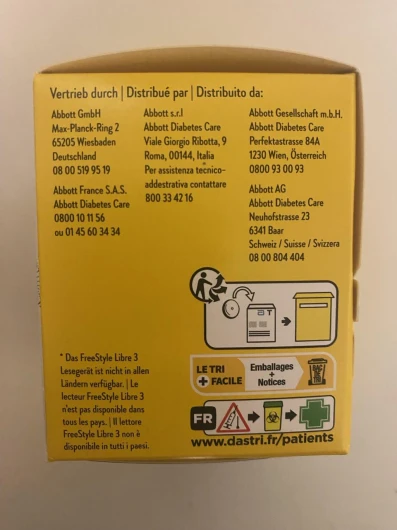 Vertrieb durch | Distribué par | Distribuito da:
Abbott GmbH
Max-Planck-Ring 2
65205 Wiesbaden
Deutschland
08 00 519 95 19
Abbott France S.A.S.
Abbott Diabetes Care
0800 10 11 56
ou 01 45 60 34 34
Abbott s.r.l
Abbott Diabetes Care
Viale Giorgio Ribotta, 9
Roma, 00144, Italia
Per assistenza tecnico-
addestrativa contattare
800 33 42 16
Abbott Gesellschaft m.b.H.
Abbott Diabetes Care
Perfektastrasse 84A
1230 Wien, Österreich
0800 93 00 93
Abbott AG
Abbott Diabetes Care
Neuhofstrasse 23
6341 Baar
Schweiz / Suisse / Svizzera
08 00 804 404
* Das FreeStyle Libre 3
Lesegerät ist nicht in allen
Ländern verfügbar. | Le
lecteur FreeStyle Libre 3
n'est pas disponible dans
tous les pays. | Il lettore
FreeStyle Libre 3 non è
disponibile in tutti i paesi.
LE TRI
+ FACILE
Emballages
+
Notices
BAC
DE
TRI
FR
www.dastri.fr/patients